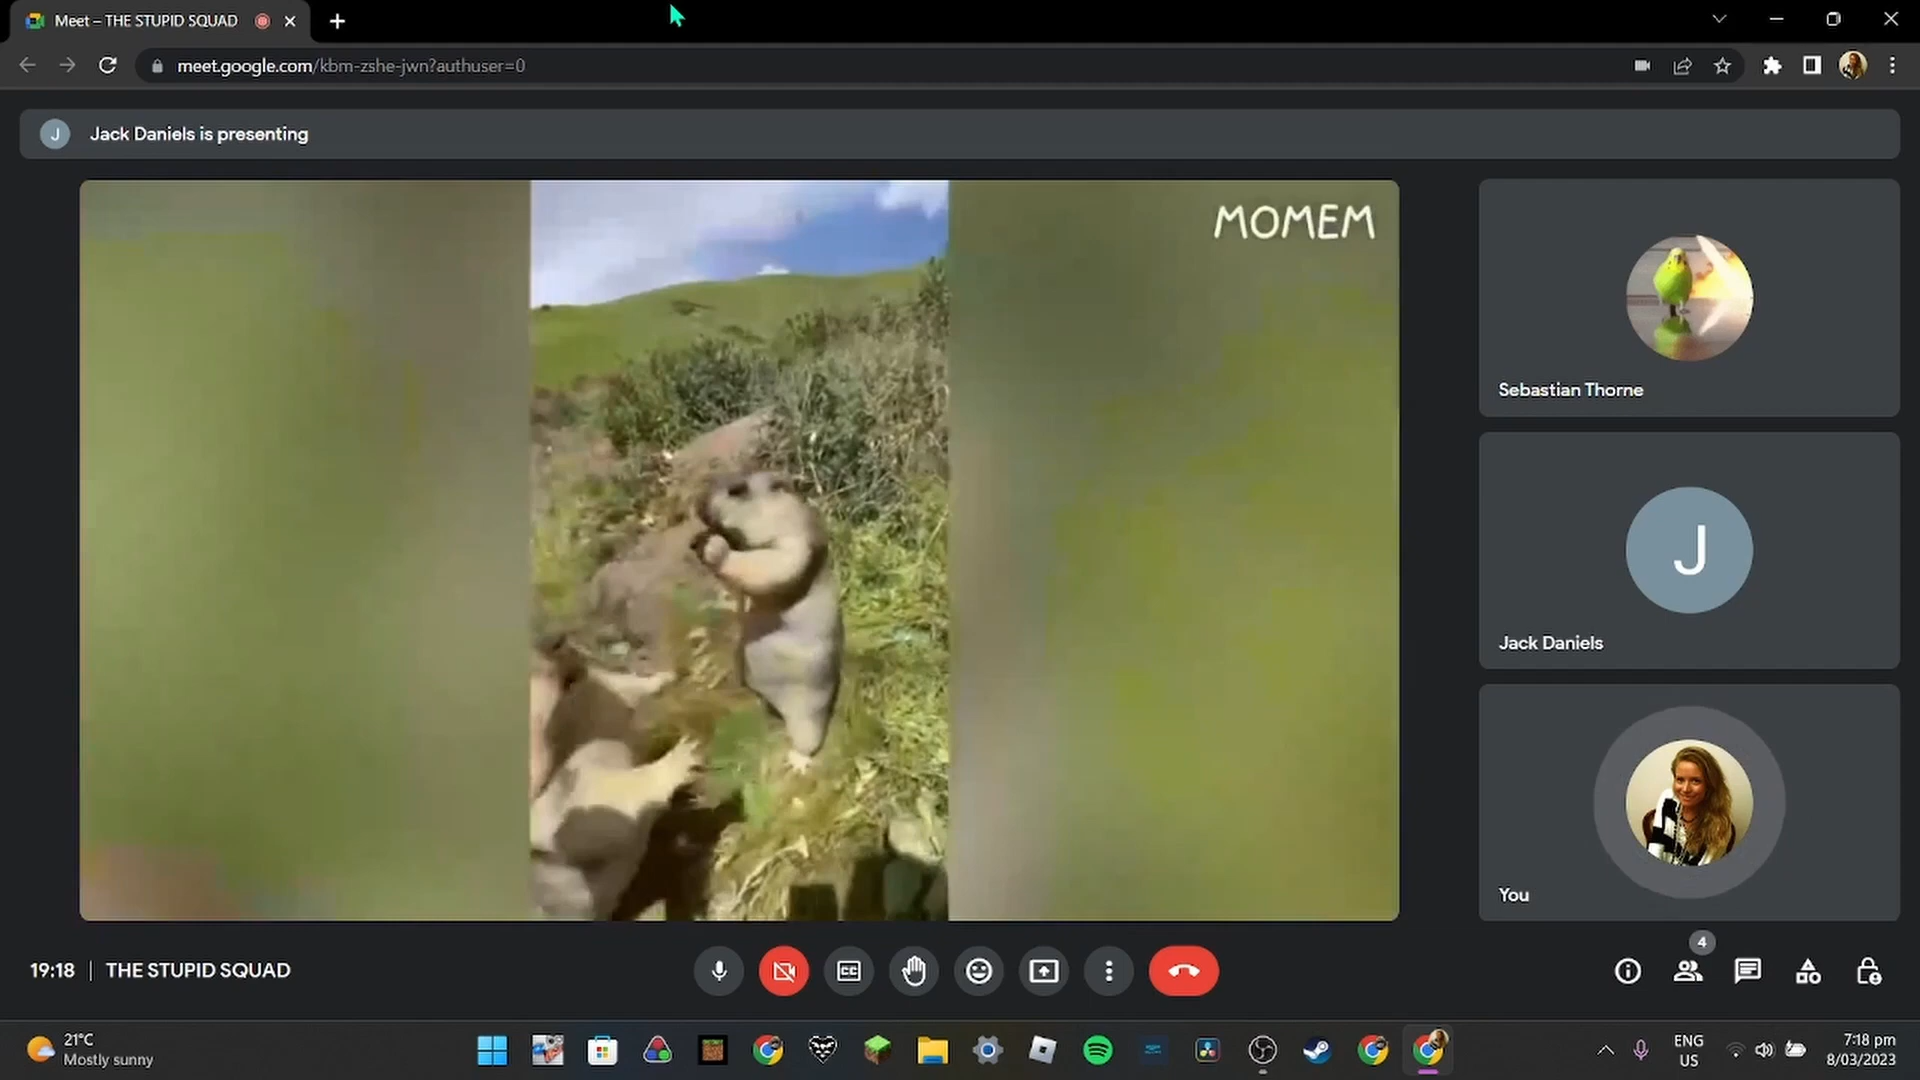 Meet – THE STUPID SQUAD
meet.google.com/kbm-zshe-jwn?authuser=0
J
Jack Daniels is presenting
MOMEM
Sebastian Thorne
J
Jack Daniels
You
19:18 | THE STUPID SQUAD
CC
4
21°C
Mostly sunny
ENG
US
7:18 pm
8/03/2023